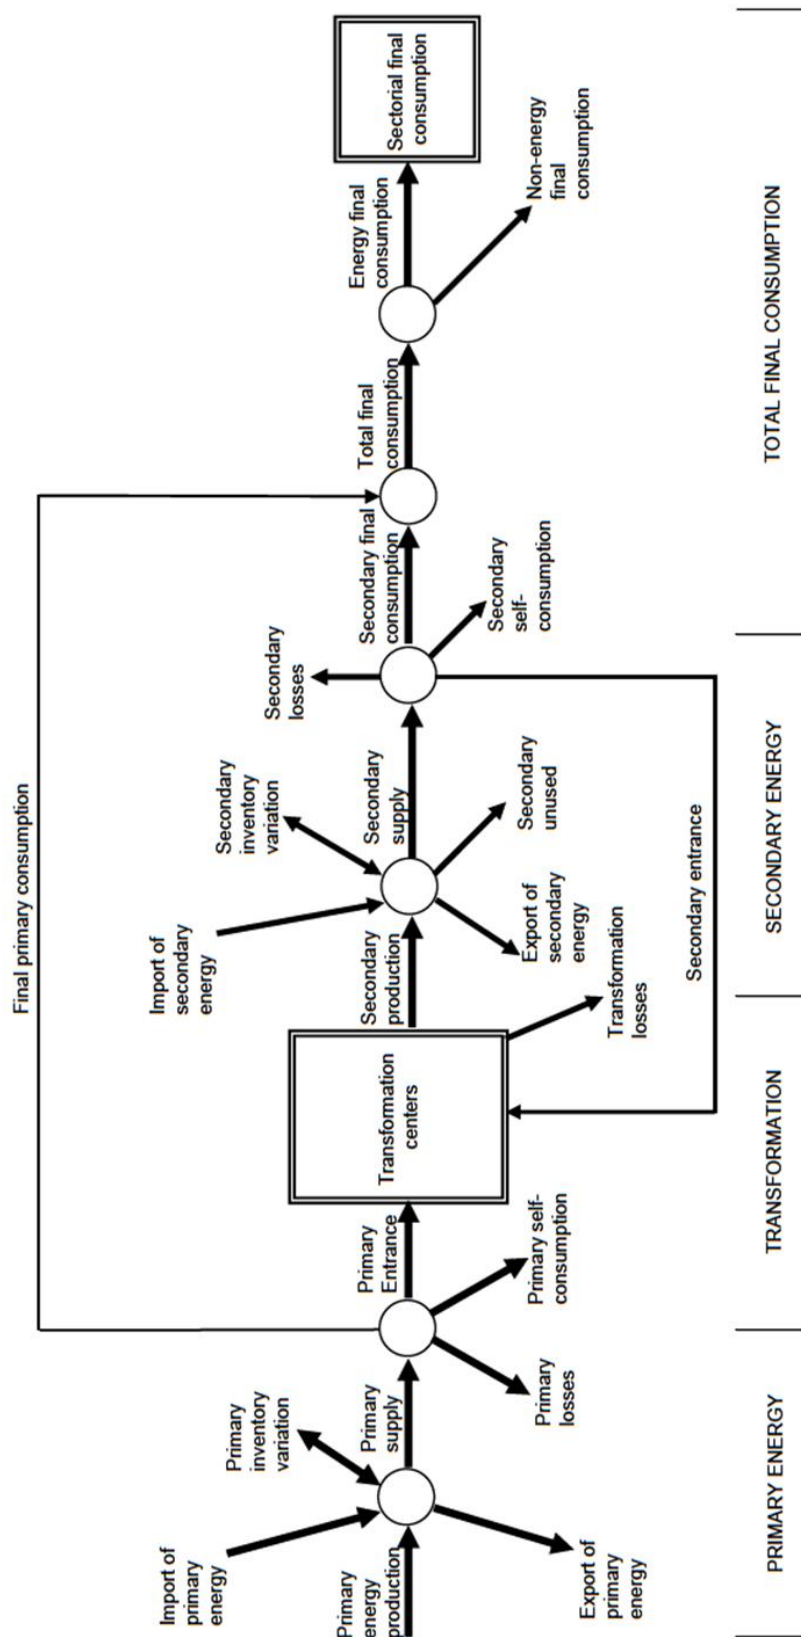 Final primary consumption
Import of
primary
energy
Primary
inventory
variation
Primary
energy
production
Primary
supply
Export of
primary
energy
Primary
losses
Primary self-
consumption
Primary
Entrance
Transformation
centers
Transformation
losses
Import of
secondary
energy
Secondary
inventory
variation
Secondary
production
Secondary
supply
Export of
secondary
energy
Secondary
unused
Secondary entrance
Secondary
losses
Secondary
self-
consumption
Secondary final
consumption
Total final
consumption
Energy final
consumption
Non-energy
final
consumption
Sectorial final
consumption
PRIMARY ENERGY
TRANSFORMATION
SECONDARY ENERGY
TOTAL FINAL CONSUMPTION